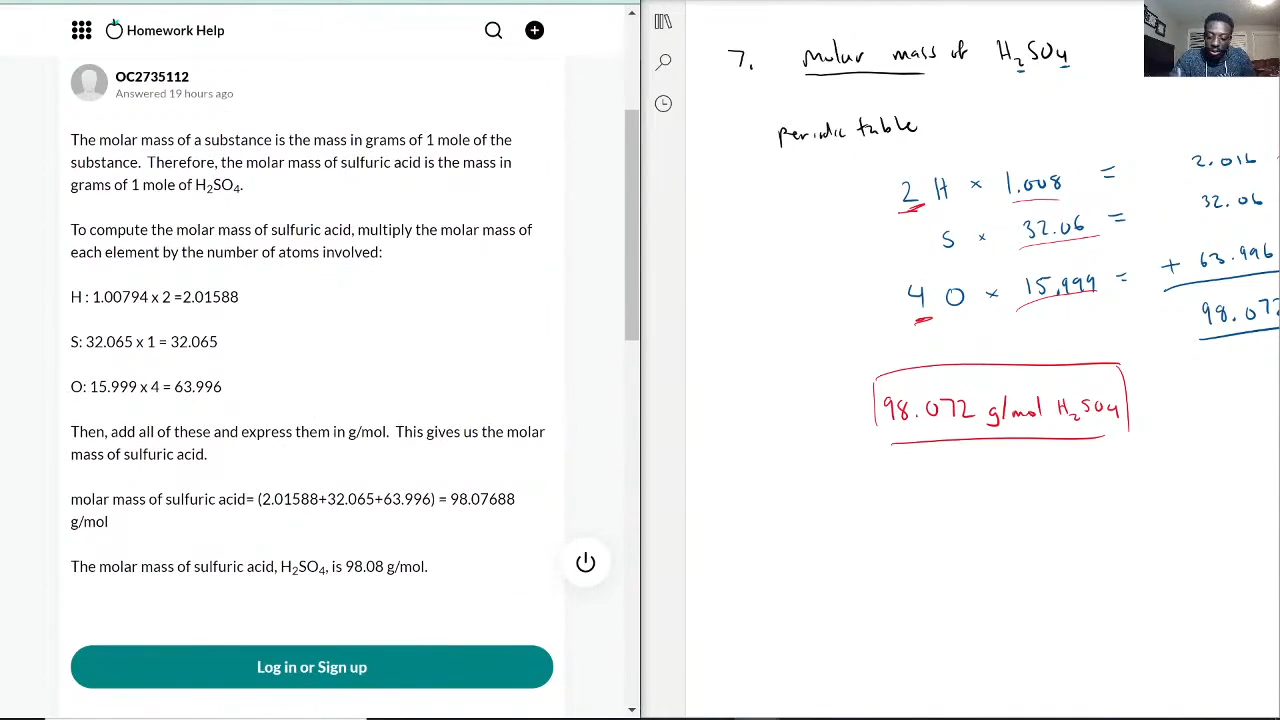 Homework Help
OC2735112
Answered 19 hours ago
The molar mass of a substance is the mass in grams of 1 mole of the
substance. Therefore, the molar mass of sulfuric acid is the mass in
grams of 1 mole of H₂SO₄.
To compute the molar mass of sulfuric acid, multiply the molar mass of
each element by the number of atoms involved:
H : 1.00794 x 2 =2.01588
S: 32.065 x 1 = 32.065
O: 15.999 x 4 = 63.996
Then, add all of these and express them in g/mol. This gives us the molar
mass of sulfuric acid.
molar mass of sulfuric acid= (2.01588+32.065+63.996) = 98.07688
g/mol
The molar mass of sulfuric acid, H₂SO₄, is 98.08 g/mol.
Log in or Sign up
7. molar mass of H₂SO₄
periodic table
2 H × 1.008 = 2.016
S × 32.06 = 32.06
4 O × 15.999 = + 63.996
98.072
98.072 g/mol H₂SO₄